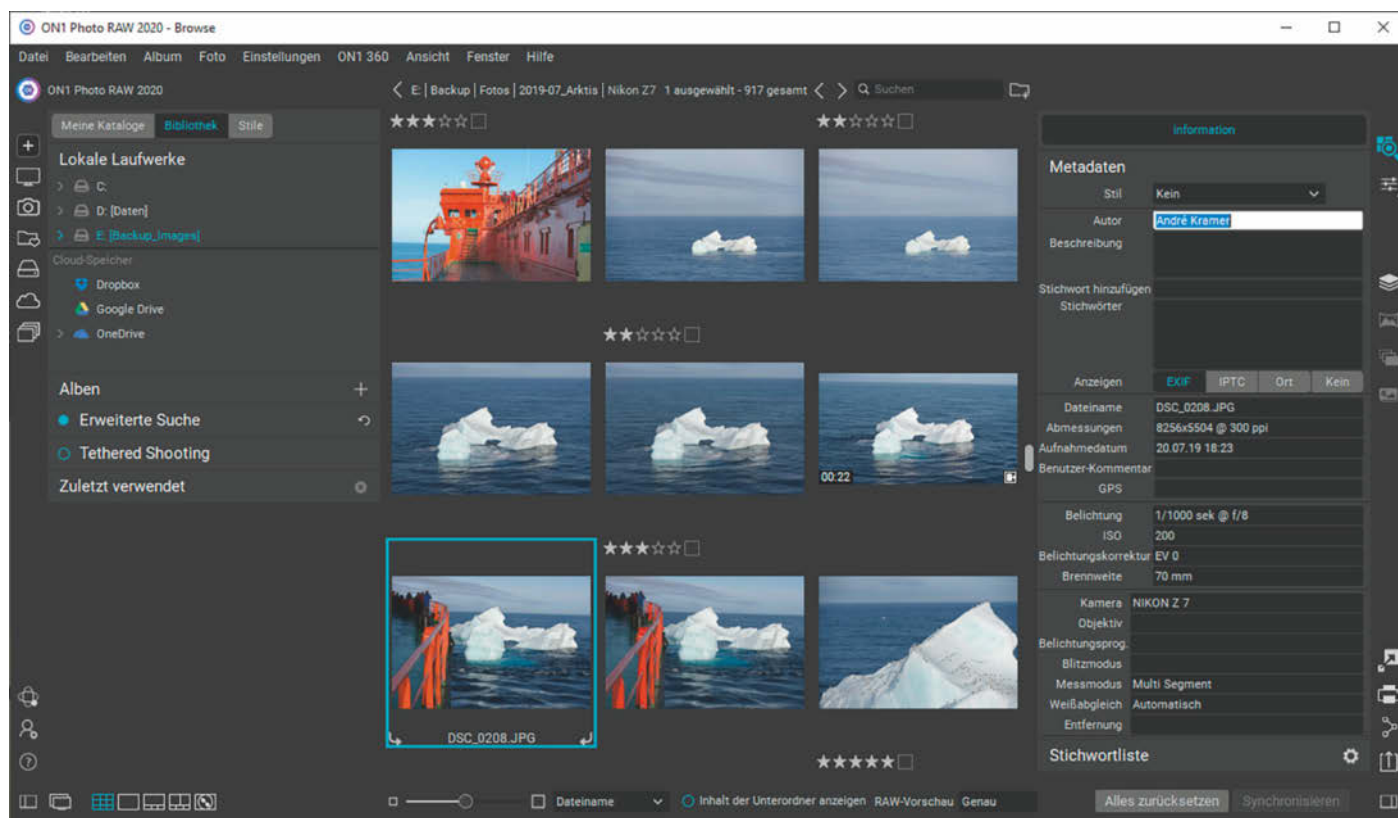 ON1 Photo RAW 2020 - Browse
Datei Bearbeiten Album Foto Einstellungen ON1 360 Ansicht Fenster Hilfe
ON1 Photo RAW 2020
E: | Backup | Fotos | 2019-07_Arktis | Nikon Z7 1 ausgewählt - 917 gesamt
Suchen
Meine Kataloge Bibliothek Stile
Lokale Laufwerke
C:
D: [Daten]
E: [Backup_Images]
Cloud-Speicher
Dropbox
Google Drive
OneDrive
Alben
Erweiterte Suche
Tethered Shooting
Zuletzt verwendet
00:22
DSC_0208.JPG
Information
Metadaten
Stil Kein
Autor André Kramer
Beschreibung
Stichwort hinzufügen
Stichwörter
Anzeigen EXIF IPTC Ort Kein
Dateiname DSC_0208.JPG
Abmessungen 8256x5504 @ 300 ppi
Aufnahmedatum 20.07.19 18:23
Benutzer-Kommentar
GPS
Belichtung 1/1000 sek @ f/8
ISO 200
Belichtungskorrektur EV 0
Brennweite 70 mm
Kamera NIKON Z 7
Objektiv
Belichtungsprog.
Blitzmodus
Messmodus Multi Segment
Weißabgleich Automatisch
Entfernung
Stichwortliste
Dateiname Inhalt der Unterordner anzeigen RAW-Vorschau Genau
Alles zurücksetzen Synchronisieren